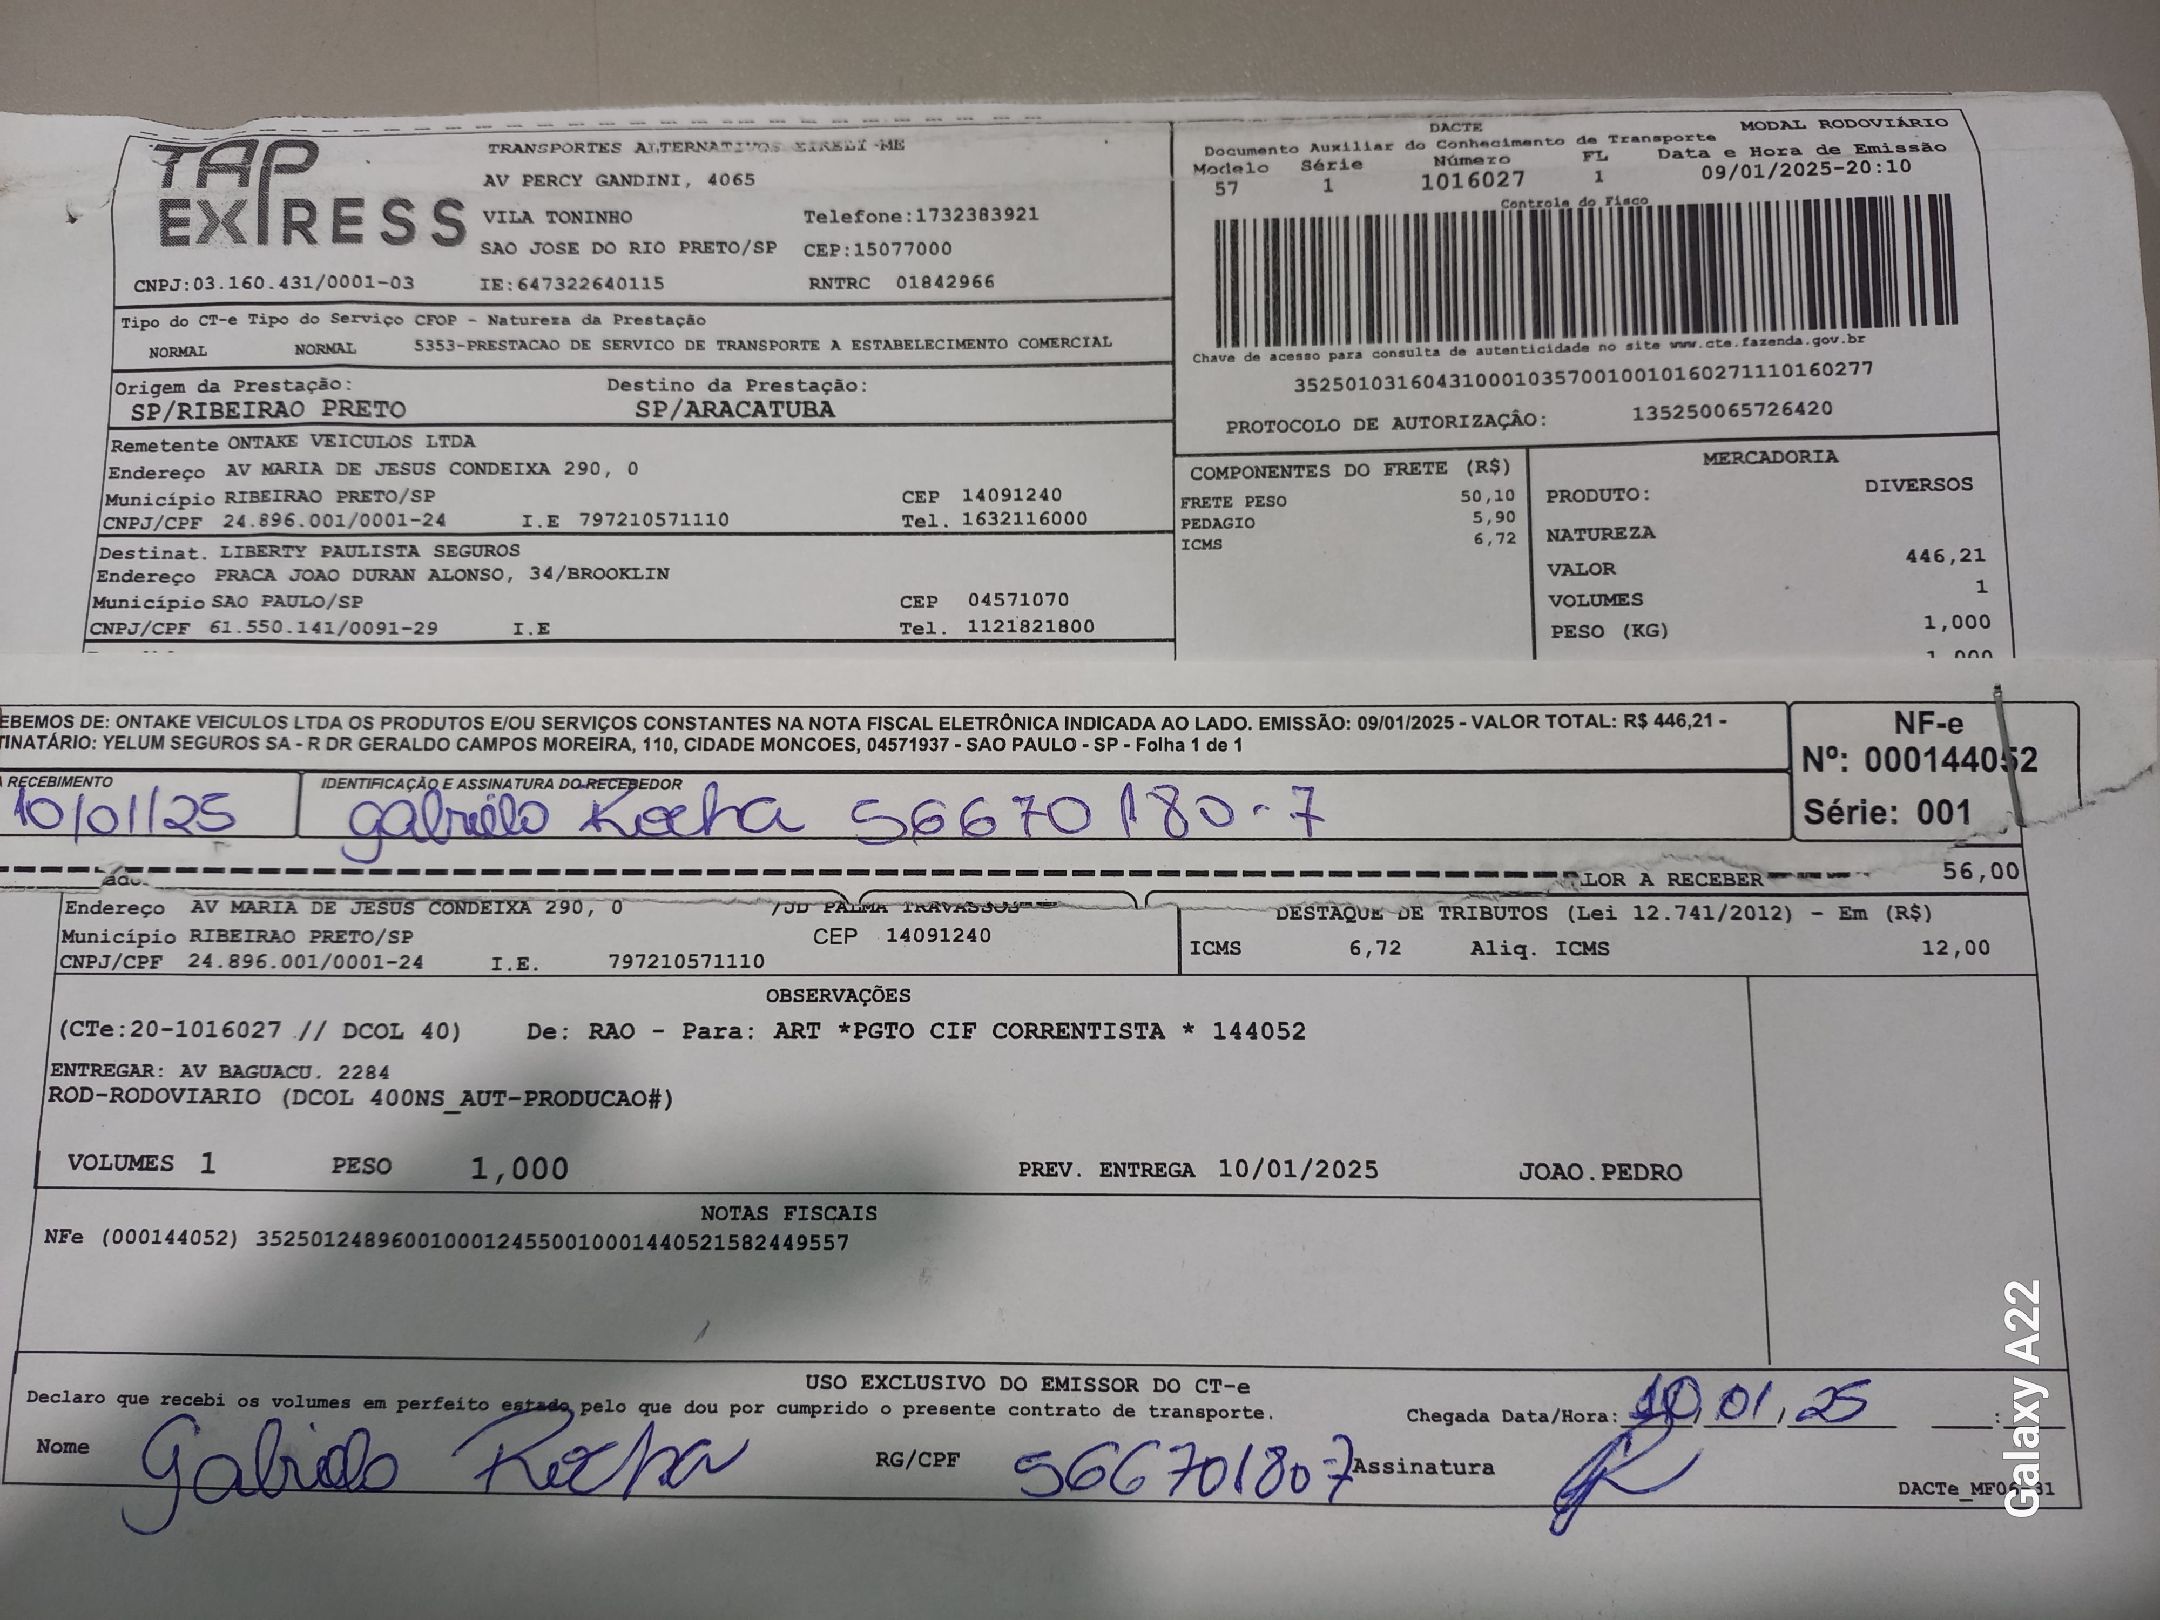 TAP EXPRESS
TRANSPORTES ALTERNATIVOS EIRELI -ME
AV PERCY GANDINI, 4065
VILA TONINHO Telefone:1732383921
SAO JOSE DO RIO PRETO/SP CEP:15077000
CNPJ:03.160.431/0001-03 IE:647322640115 RNTRC 01842966
DACTE MODAL RODOVIÁRIO
Documento Auxiliar do Conhecimento de Transporte
Modelo Série Número FL Data e Hora de Emissão
57 1 1016027 1 09/01/2025-20:10
Controle do Fisco
Chave de acesso para consulta de autenticidade no site www.cte.fazenda.gov.br
35250103160431000103570010010160271110160277
PROTOCOLO DE AUTORIZAÇÃO: 135250065726420
Tipo do CT-e Tipo do Serviço CFOP - Natureza da Prestação
NORMAL NORMAL 5353-PRESTACAO DE SERVICO DE TRANSPORTE A ESTABELECIMENTO COMERCIAL
Origem da Prestação: Destino da Prestação:
SP/RIBEIRAO PRETO SP/ARACATUBA
Remetente ONTAKE VEICULOS LTDA
Endereço AV MARIA DE JESUS CONDEIXA 290, 0
Município RIBEIRAO PRETO/SP CEP 14091240
CNPJ/CPF 24.896.001/0001-24 I.E 797210571110 Tel. 1632116000
Destinat. LIBERTY PAULISTA SEGUROS
Endereço PRACA JOAO DURAN ALONSO, 34/BROOKLIN
Município SAO PAULO/SP CEP 04571070
CNPJ/CPF 61.550.141/0091-29 I.E Tel. 1121821800
COMPONENTES DO FRETE (R$)
FRETE PESO 50,10
PEDAGIO 5,90
ICMS 6,72
MERCADORIA
PRODUTO: DIVERSOS
NATUREZA
VALOR 446,21
VOLUMES 1
PESO (KG) 1,000
1,000
EBEMOS DE: ONTAKE VEICULOS LTDA OS PRODUTOS E/OU SERVIÇOS CONSTANTES NA NOTA FISCAL ELETRÔNICA INDICADA AO LADO. EMISSÃO: 09/01/2025 - VALOR TOTAL: R$ 446,21 -
TINATÁRIO: YELUM SEGUROS SA - R DR GERALDO CAMPOS MOREIRA, 110, CIDADE MONCOES, 04571937 - SAO PAULO - SP - Folha 1 de 1
NF-e
Nº: 000144052
Série: 001
RECEBIMENTO IDENTIFICAÇÃO E ASSINATURA DO RECEBEDOR
10/01/25 Gabriélo Rocha 56670180-7
LOR A RECEBER 56,00
Endereço AV MARIA DE JESUS CONDEIXA 290, 0 /JD PALMA TRAVASSOS
Município RIBEIRAO PRETO/SP CEP 14091240
CNPJ/CPF 24.896.001/0001-24 I.E. 797210571110
DESTAQUE DE TRIBUTOS (Lei 12.741/2012) - Em (R$)
ICMS 6,72 Aliq. ICMS 12,00
OBSERVAÇÕES
(CTe:20-1016027 // DCOL 40) De: RAO - Para: ART *PGTO CIF CORRENTISTA * 144052
ENTREGAR: AV BAGUACU. 2284
ROD-RODOVIARIO (DCOL 400NS_AUT-PRODUCAO#)
VOLUMES 1 PESO 1,000 PREV. ENTREGA 10/01/2025 JOAO.PEDRO
NOTAS FISCAIS
NFe (000144052) 35250124896001000124550010001440521582449557
USO EXCLUSIVO DO EMISSOR DO CT-e
Declaro que recebi os volumes em perfeito estado pelo que dou por cumprido o presente contrato de transporte. Chegada Data/Hora: 10, 01, 25 :
Nome Gabrielo Rocha RG/CPF 566701807 Assinatura
DACTe_MF06
Galaxy A22